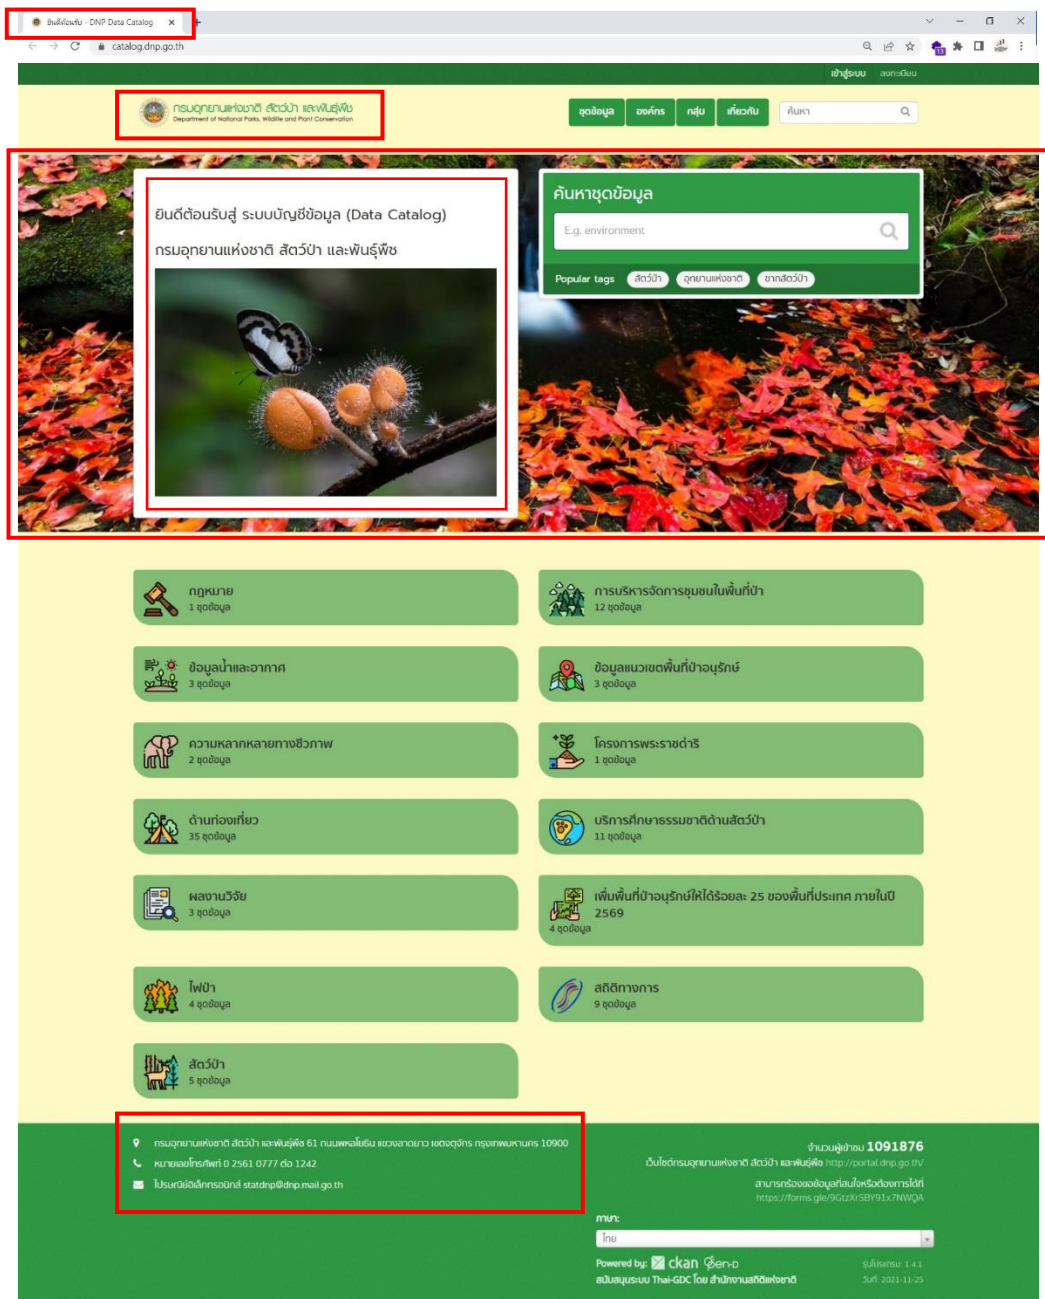 ยินดีต้อนรับ - DNP Data Catalog
catalog.dnp.go.th
เข้าสู่ระบบ ลงทะเบียน
กรมอุทยานแห่งชาติ สัตว์ป่า และพันธุ์พืช
Department of National Parks, Wildlife and Plant Conservation
ชุดข้อมูล องค์กร กลุ่ม เกี่ยวกับ ค้นหา
ยินดีต้อนรับสู่ ระบบบัญชีข้อมูล (Data Catalog)
กรมอุทยานแห่งชาติ สัตว์ป่า และพันธุ์พืช
ค้นหาชุดข้อมูล
E.g. environment
Popular tags สัตว์ป่า อุทยานแห่งชาติ ซากสัตว์ป่า
กฎหมาย
1 ชุดข้อมูล
การบริหารจัดการชุมชนในพื้นที่ป่า
12 ชุดข้อมูล
ข้อมูลน้ำและอากาศ
3 ชุดข้อมูล
ข้อมูลแนวเขตพื้นที่ป่าอนุรักษ์
3 ชุดข้อมูล
ความหลากหลายทางชีวภาพ
2 ชุดข้อมูล
โครงการพระราชดำริ
1 ชุดข้อมูล
ด้านท่องเที่ยว
35 ชุดข้อมูล
บริการศึกษาธรรมชาติด้านสัตว์ป่า
11 ชุดข้อมูล
ผลงานวิจัย
3 ชุดข้อมูล
เพิ่มพื้นที่ป่าอนุรักษ์ให้ได้ร้อยละ 25 ของพื้นที่ประเทศ ภายในปี
2569
4 ชุดข้อมูล
ไฟป่า
4 ชุดข้อมูล
สถิติทางการ
9 ชุดข้อมูล
สัตว์ป่า
5 ชุดข้อมูล
กรมอุทยานแห่งชาติ สัตว์ป่า และพันธุ์พืช 61 ถนนพหลโยธิน แขวงลาดยาว เขตจตุจักร กรุงเทพมหานคร 10900
หมายเลขโทรศัพท์ 0 2561 0777 ต่อ 1242
ไปรษณีย์อิเล็กทรอนิกส์ statdnp@dnp.mail.go.th
จำนวนผู้เข้าชม 1091876
เว็บไซต์กรมอุทยานแห่งชาติ สัตว์ป่า และพันธุ์พืช http://portal.dnp.go.th/
สามารถร้องขอข้อมูลที่สนใจหรือต้องการได้ที่
https://forms.gle/9GtzXrSBY91x7NWQA
ภาษา:
ไทย
Powered by: ckan Open-D
สนับสนุนระบบ Thai-GDC โดย สำนักงานสถิติแห่งชาติ
รุ่นโปรแกรม: 1.4.1
วันที่: 2021-11-25